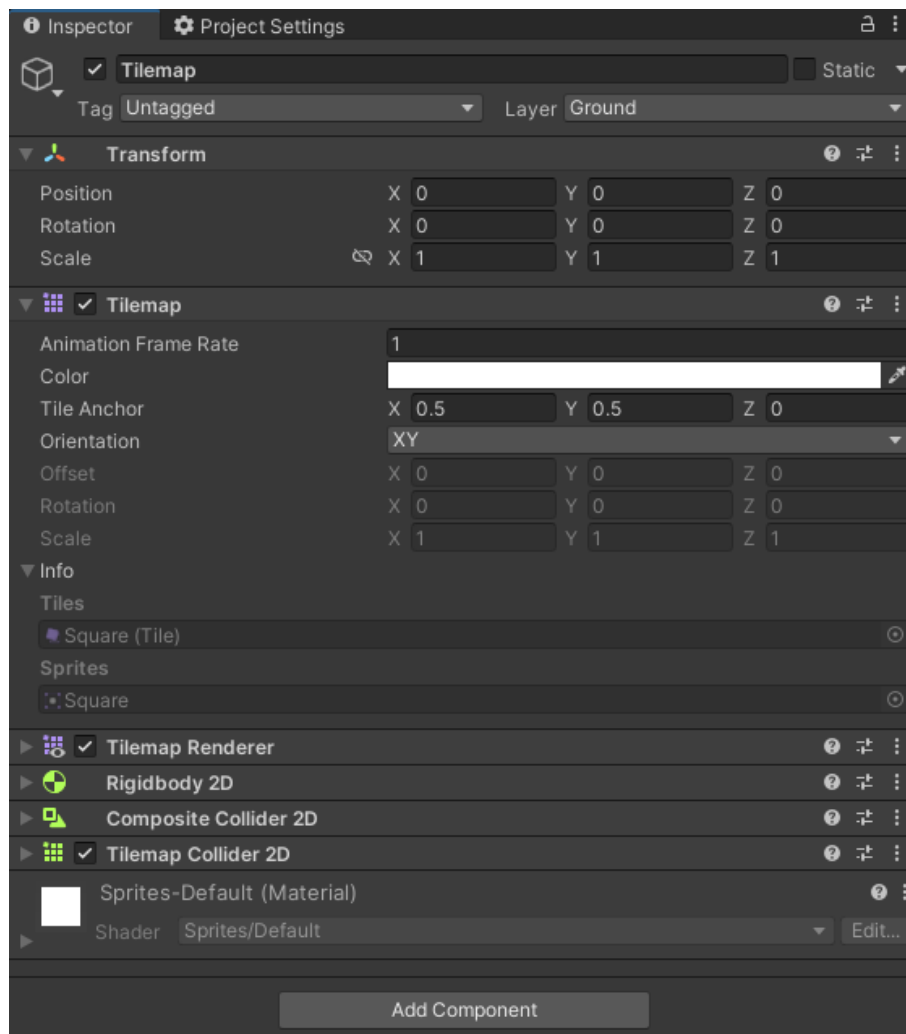 Inspector Project Settings
Tilemap Static
Tag Untagged Layer Ground
Transform
Position X 0 Y 0 Z 0
Rotation X 0 Y 0 Z 0
Scale X 1 Y 1 Z 1
Tilemap
Animation Frame Rate 1
Color
Tile Anchor X 0.5 Y 0.5 Z 0
Orientation XY
Offset X 0 Y 0 Z 0
Rotation X 0 Y 0 Z 0
Scale X 1 Y 1 Z 1
Info
Tiles
Square (Tile)
Sprites
Square
Tilemap Renderer
Rigidbody 2D
Composite Collider 2D
Tilemap Collider 2D
Sprites-Default (Material)
Shader Sprites/Default Edit...
Add Component